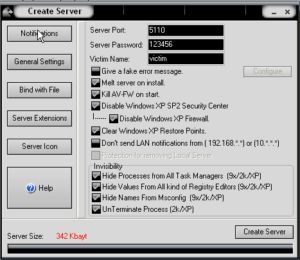 Create Server
Notifications
General Settings
Bind with File
Server Extensions
Server Icon
Help
Server Port:
5110
Server Password:
123456
Victim Name:
victim
Give a fake error message.
Configure
Melt server on install.
Kill AV-FW on start.
Disable Windows XP SP2 Security Center
Disable Windows XP Firewall.
Clear Windows XP Restore Points.
Don't send LAN notifications from ( 192.168.*.*) or (10.*.*.*)
Protection for removing Local Server
Invisibility
Hide Processes from All Task Managers (9x/2k/XP)
Hide Values From All kind of Registry Editors (9x/2k/XP)
Hide Names From Msconfig (9x/2k/XP)
UnTerminate Process (2k/XP)
Server Size:
342 Kbayt
Create Server